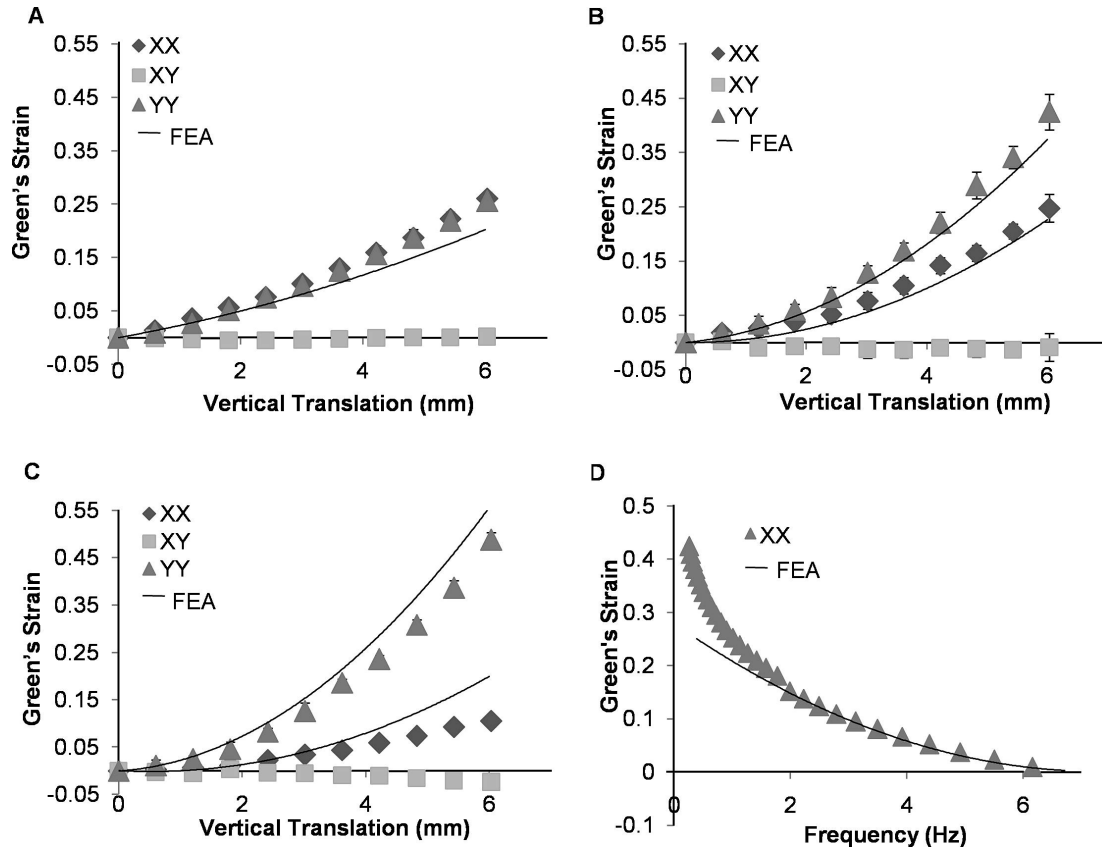 A
0.55
0.45
0.35
0.25
0.15
0.05
-0.05
Green's Strain
XX
XY
YY
FEA
0
2
4
6
Vertical Translation (mm)
B
0.55
0.45
0.35
0.25
0.15
0.05
-0.05
Green's Strain
XX
XY
YY
FEA
0
2
4
6
Vertical Translation (mm)
C
0.55
0.45
0.35
0.25
0.15
0.05
-0.05
Green's Strain
XX
XY
YY
FEA
0
2
4
6
Vertical Translation (mm)
D
0.5
0.4
0.3
0.2
0.1
0
-0.1
Green's Strain
XX
FEA
0
2
4
6
Frequency (Hz)